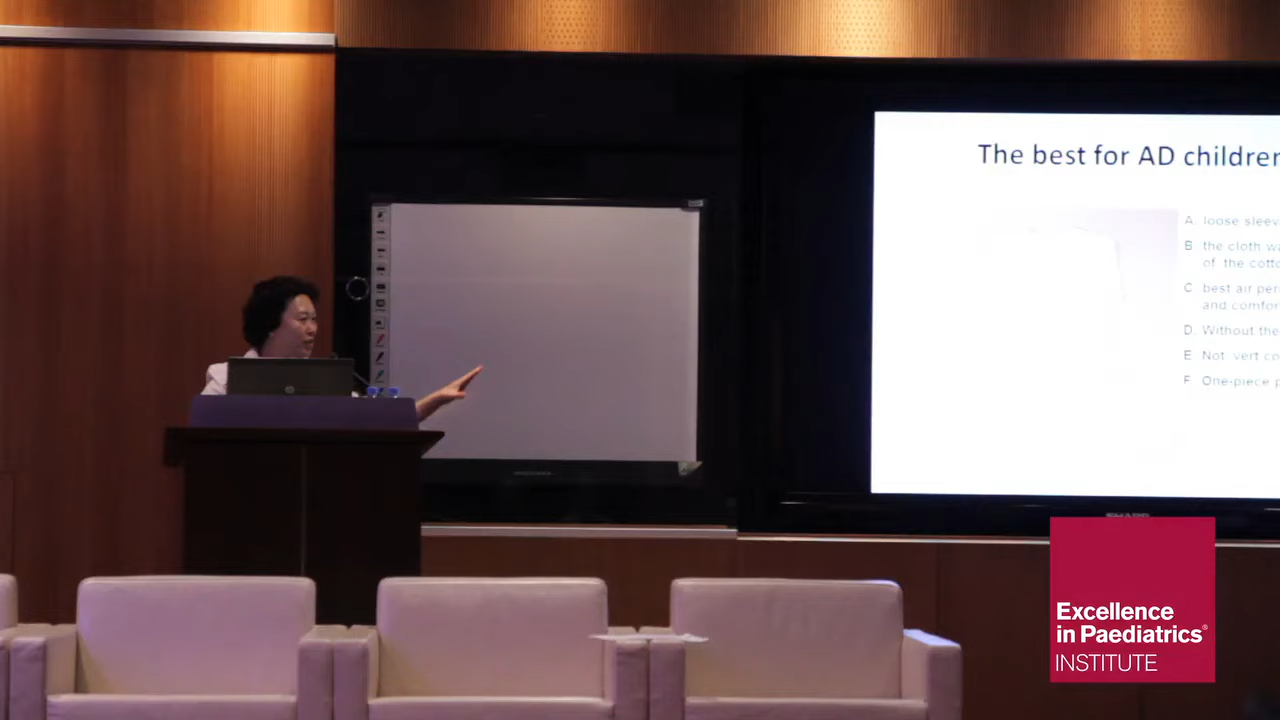 The best for AD children
A. loose sleev
B the cloth wa
of the cotto
C best air per
and comfor
D. Without the
E. Not vert co
F. One-piece p
SHARP
Excellence
in Paediatrics®
INSTITUTE